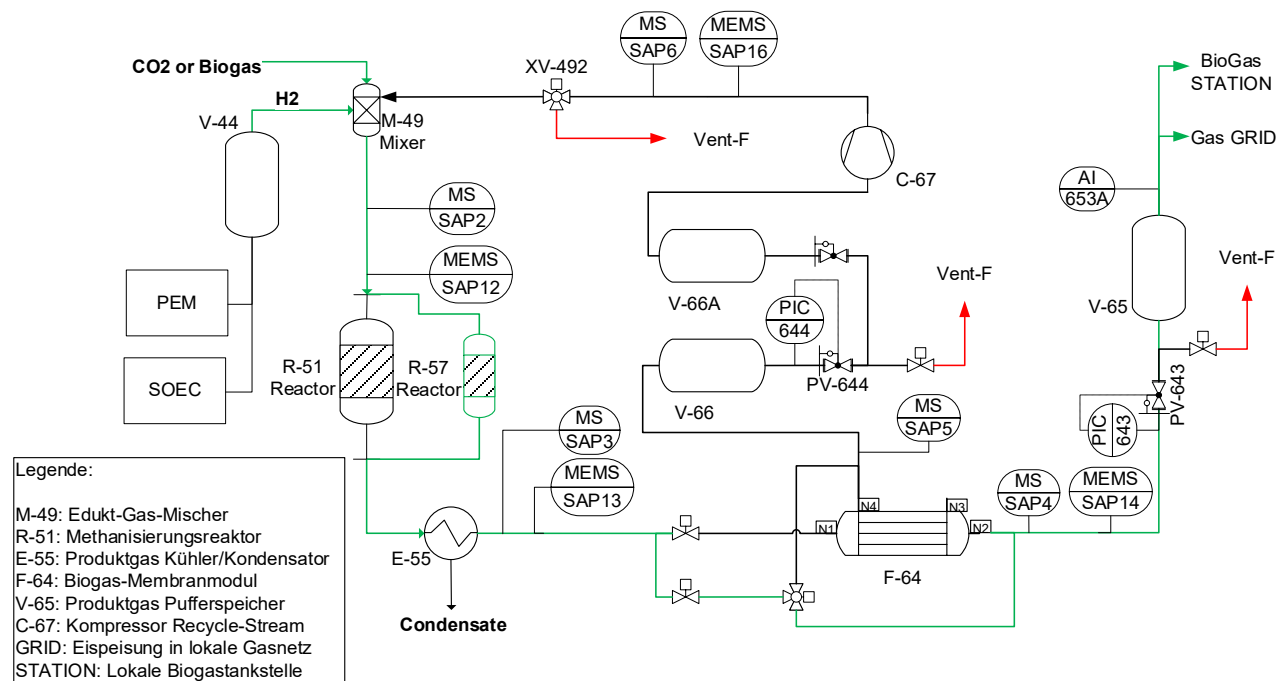 MS
SAP6
MEMS
SAP16
CO2 or Biogas
XV-492
BioGas
STATION
H2
V-44
M-49
Mixer
Vent-F
Gas GRID
C-67
AI
653A
MS
SAP2
MEMS
SAP12
Vent-F
Vent-F
PEM
V-66A
PIC
644
V-65
R-51
Reactor
R-57
Reactor
SOEC
PV-644
PV-643
V-66
MS
SAP3
MS
SAP5
PIC
643
Legende:
M-49: Edukt-Gas-Mischer
R-51: Methanisierungsreaktor
E-55: Produktgas Kühler/Kondensator
F-64: Biogas-Membranmodul
V-65: Produktgas Pufferspeicher
C-67: Kompressor Recycle-Stream
GRID: Eispeisung in lokale Gasnetz
STATION: Lokale Biogastankstelle
MEMS
SAP13
MS
SAP4
MEMS
SAP14
N4
N3
N1
N2
E-55
F-64
Condensate